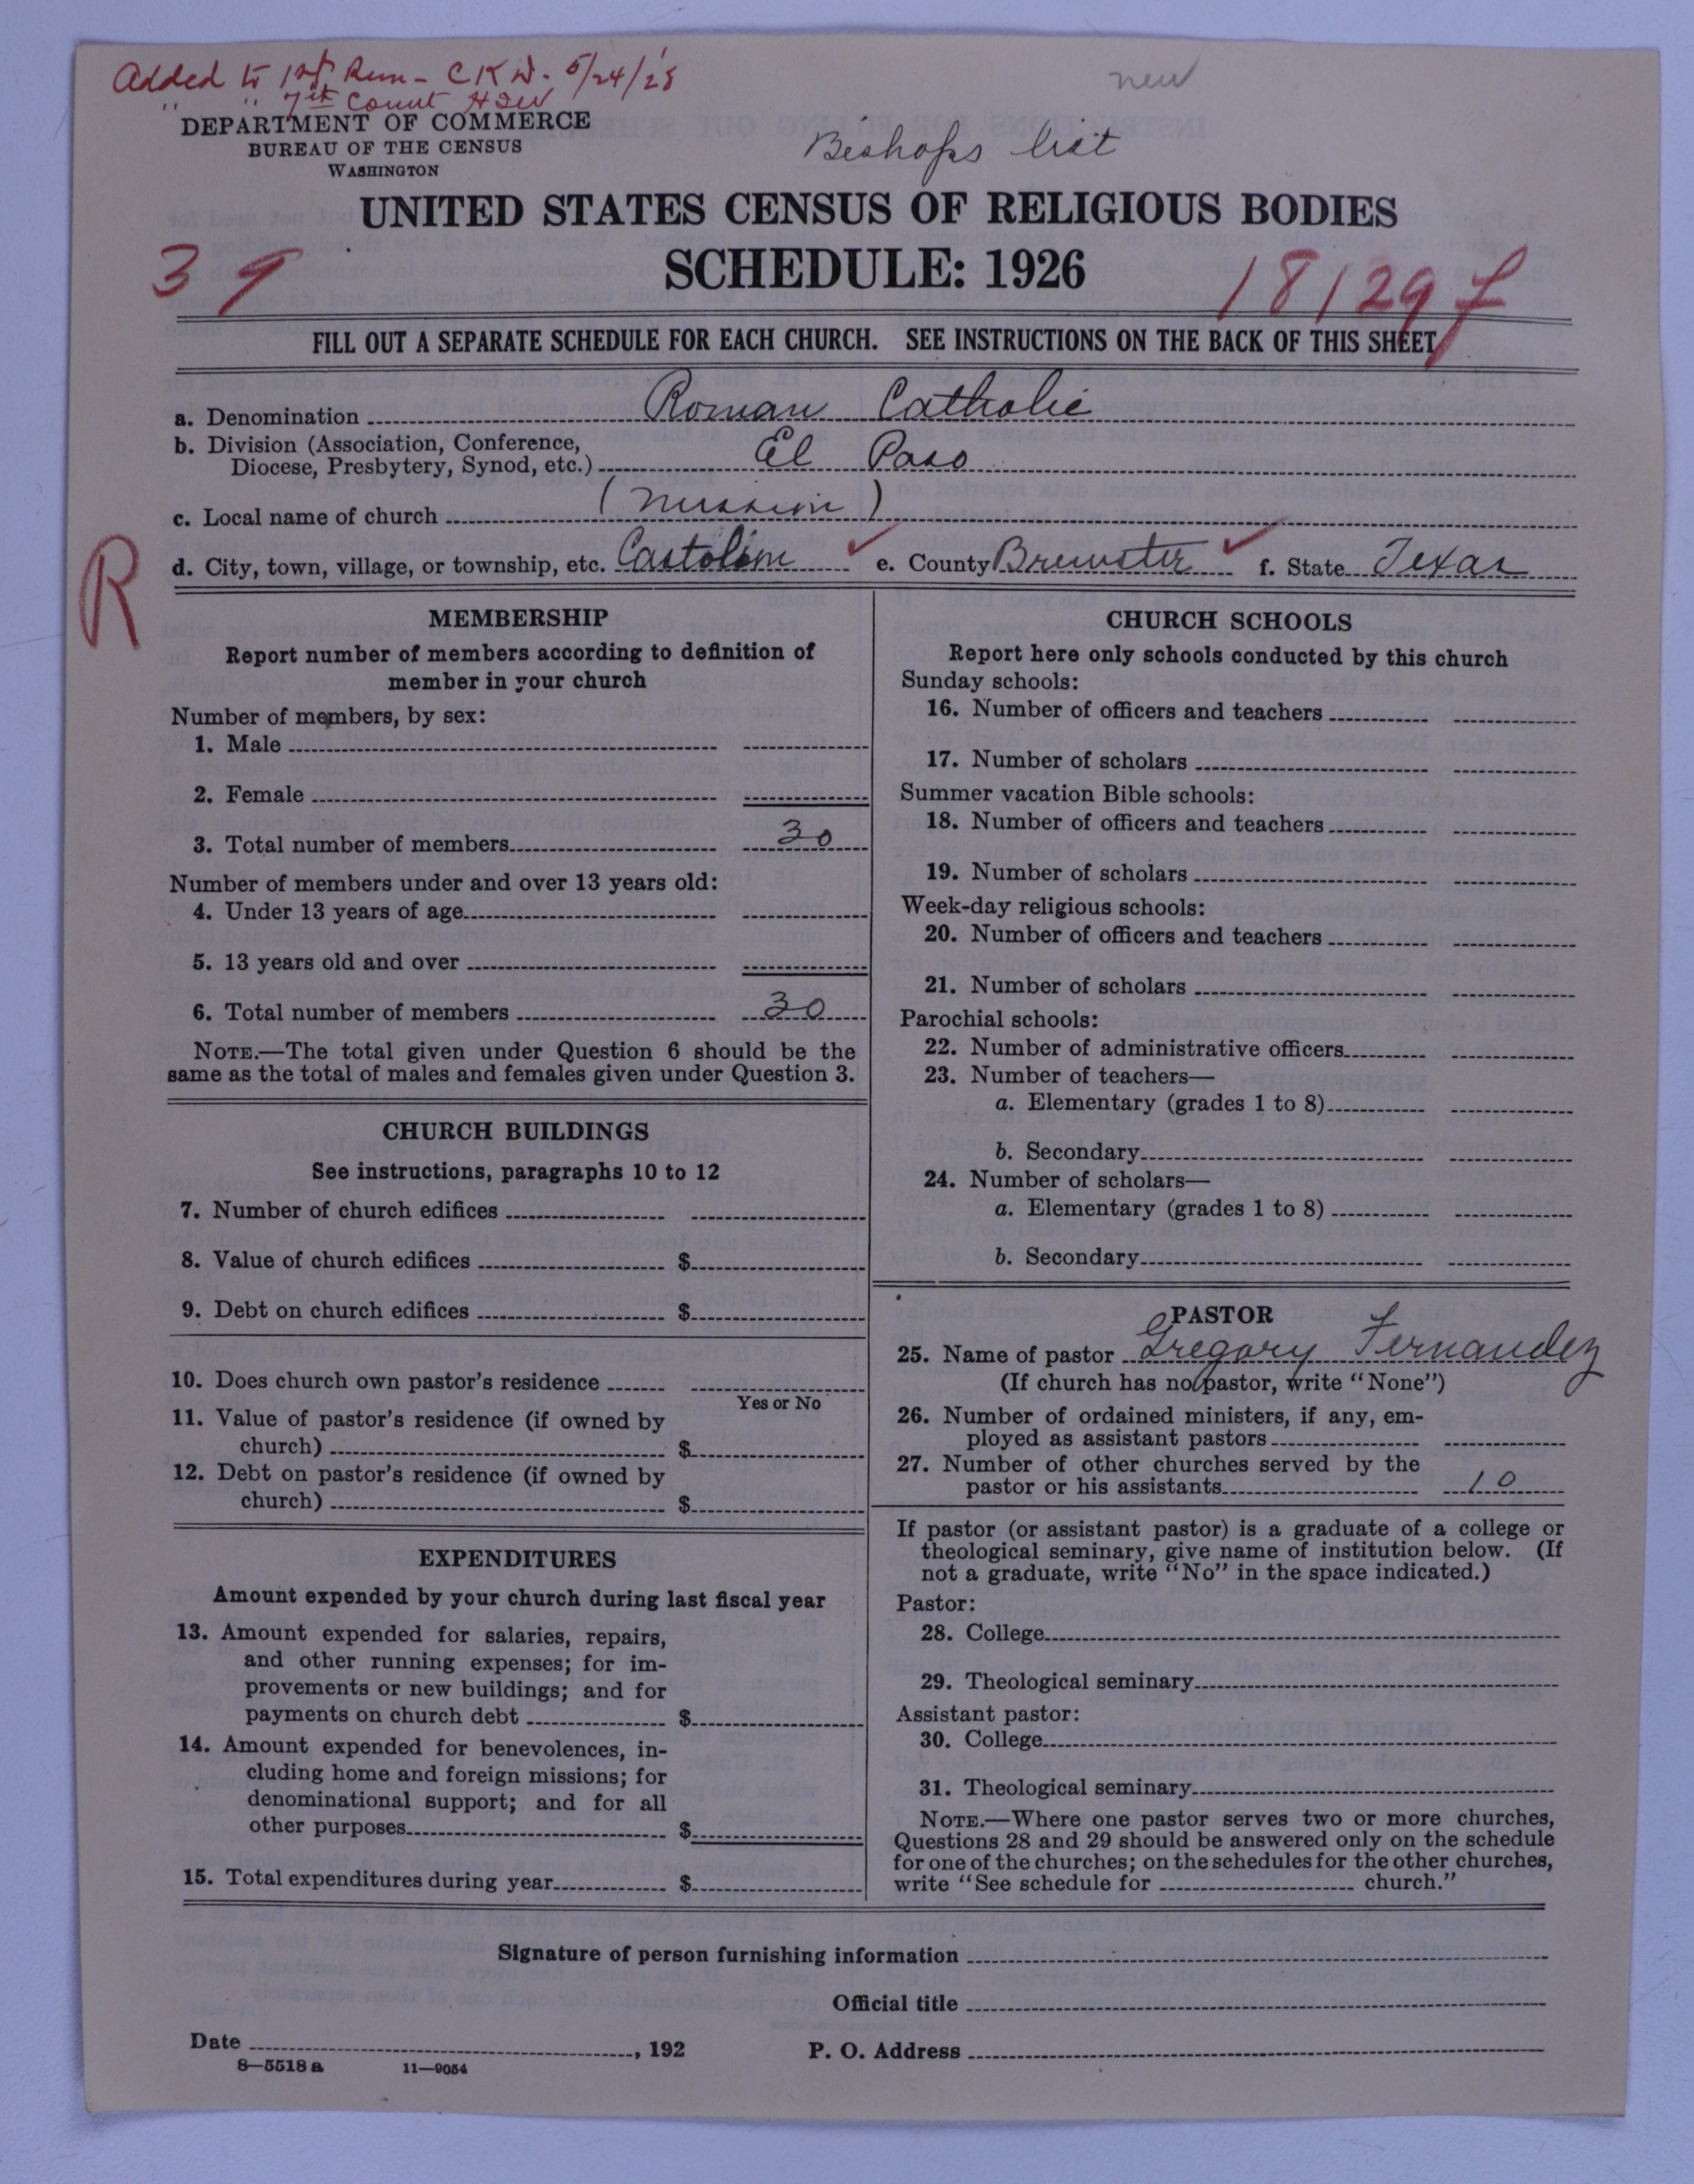 Added to 1st Run - C K W. 5/24/'28
" " 7th Count HSW
new
DEPARTMENT OF COMMERCE
BUREAU OF THE CENSUS
WASHINGTON
Bishops list
UNITED STATES CENSUS OF RELIGIOUS BODIES
SCHEDULE: 1926
39
18129f
FILL OUT A SEPARATE SCHEDULE FOR EACH CHURCH. SEE INSTRUCTIONS ON THE BACK OF THIS SHEET
a. Denomination Roman Catholic
b. Division (Association, Conference,
Diocese, Presbytery, Synod, etc.) El Paso
c. Local name of church (Mission)
R
d. City, town, village, or township, etc. Castolon ✓ e. County Brewster ✓ f. State Texas
MEMBERSHIP
Report number of members according to definition of
member in your church
Number of members, by sex:
1. Male
2. Female
3. Total number of members 30
Number of members under and over 13 years old:
4. Under 13 years of age
5. 13 years old and over
6. Total number of members 30
NOTE.—The total given under Question 6 should be the
same as the total of males and females given under Question 3.
CHURCH BUILDINGS
See instructions, paragraphs 10 to 12
7. Number of church edifices
8. Value of church edifices $
9. Debt on church edifices $
10. Does church own pastor's residence
Yes or No
11. Value of pastor's residence (if owned by
church) $
12. Debt on pastor's residence (if owned by
church) $
EXPENDITURES
Amount expended by your church during last fiscal year
13. Amount expended for salaries, repairs,
and other running expenses; for im-
provements or new buildings; and for
payments on church debt $
14. Amount expended for benevolences, in-
cluding home and foreign missions; for
denominational support; and for all
other purposes $
15. Total expenditures during year $
CHURCH SCHOOLS
Report here only schools conducted by this church
Sunday schools:
16. Number of officers and teachers
17. Number of scholars
Summer vacation Bible schools:
18. Number of officers and teachers
19. Number of scholars
Week-day religious schools:
20. Number of officers and teachers
21. Number of scholars
Parochial schools:
22. Number of administrative officers
23. Number of teachers—
a. Elementary (grades 1 to 8)
b. Secondary
24. Number of scholars—
a. Elementary (grades 1 to 8)
b. Secondary
PASTOR
25. Name of pastor Gregory Fernandez
(If church has no pastor, write "None")
26. Number of ordained ministers, if any, em-
ployed as assistant pastors
27. Number of other churches served by the
pastor or his assistants 10
If pastor (or assistant pastor) is a graduate of a college or
theological seminary, give name of institution below. (If
not a graduate, write "No" in the space indicated.)
Pastor:
28. College
29. Theological seminary
Assistant pastor:
30. College
31. Theological seminary
NOTE.—Where one pastor serves two or more churches,
Questions 28 and 29 should be answered only on the schedule
for one of the churches; on the schedules for the other churches,
write "See schedule for church."
Signature of person furnishing information
Official title
Date , 192 P. O. Address
8—5518 a 11—9054